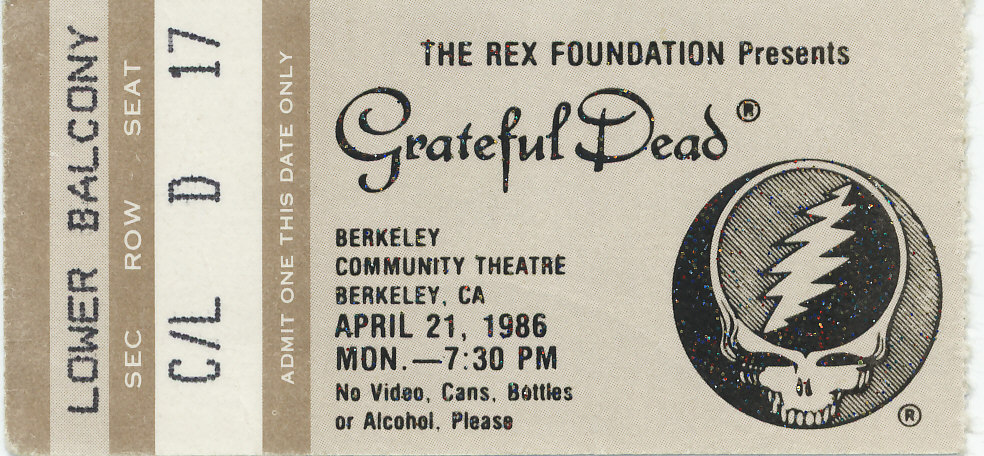 LOWER BALCONY
SEC ROW SEAT
C/L D 17
ADMIT ONE THIS DATE ONLY
THE REX FOUNDATION Presents
Grateful Dead ®
BERKELEY
COMMUNITY THEATRE
BERKELEY, CA
APRIL 21, 1986
MON.—7:30 PM
No Video, Cans, Bottles
or Alcohol, Please
®